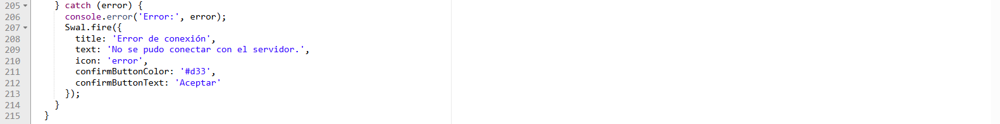 205 } catch (error) {
206 console.error('Error:', error);
207 Swal.fire({
208 title: 'Error de conexión',
209 text: 'No se pudo conectar con el servidor.',
210 icon: 'error',
211 confirmButtonColor: '#d33',
212 confirmButtonText: 'Aceptar'
213 });
214 }
215 }